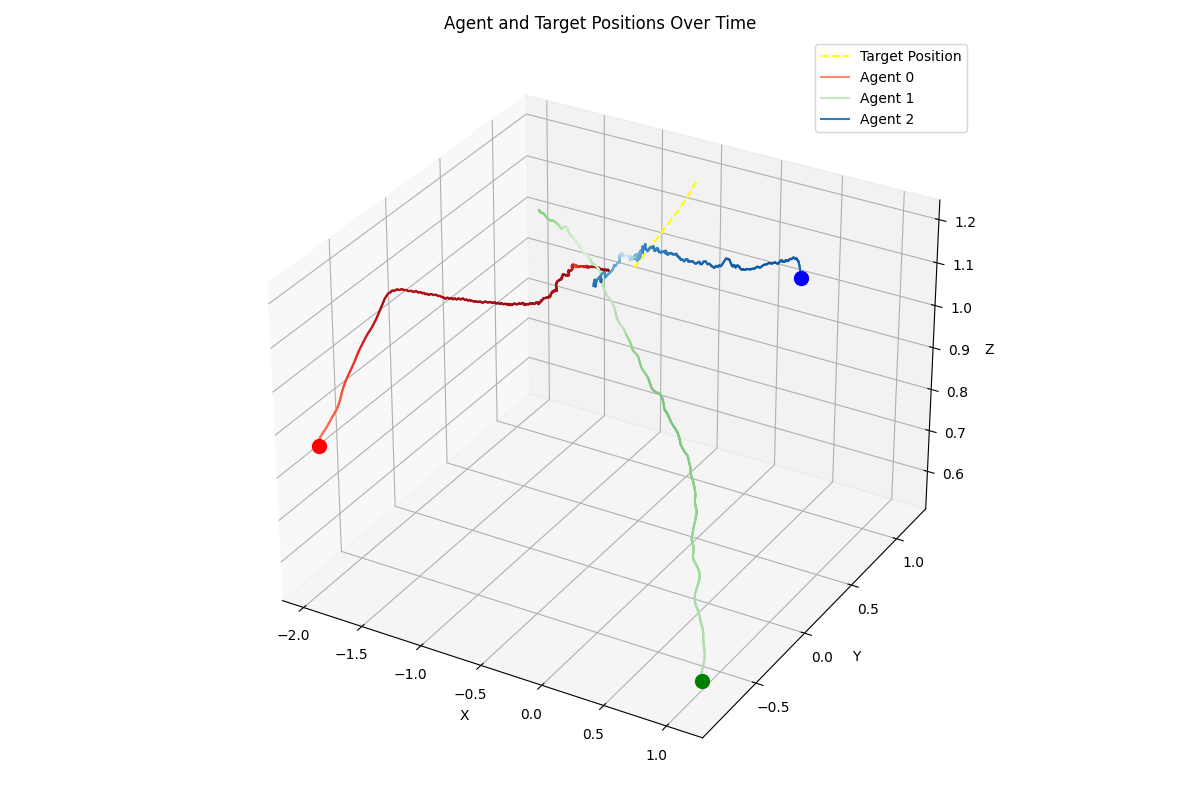 Agent and Target Positions Over Time
Target Position
Agent 0
Agent 1
Agent 2
1.2
1.1
1.0
0.9
0.8
0.7
0.6
Z
1.0
0.5
0.0
−0.5
Y
−2.0
−1.5
−1.0
−0.5
0.0
0.5
1.0
X